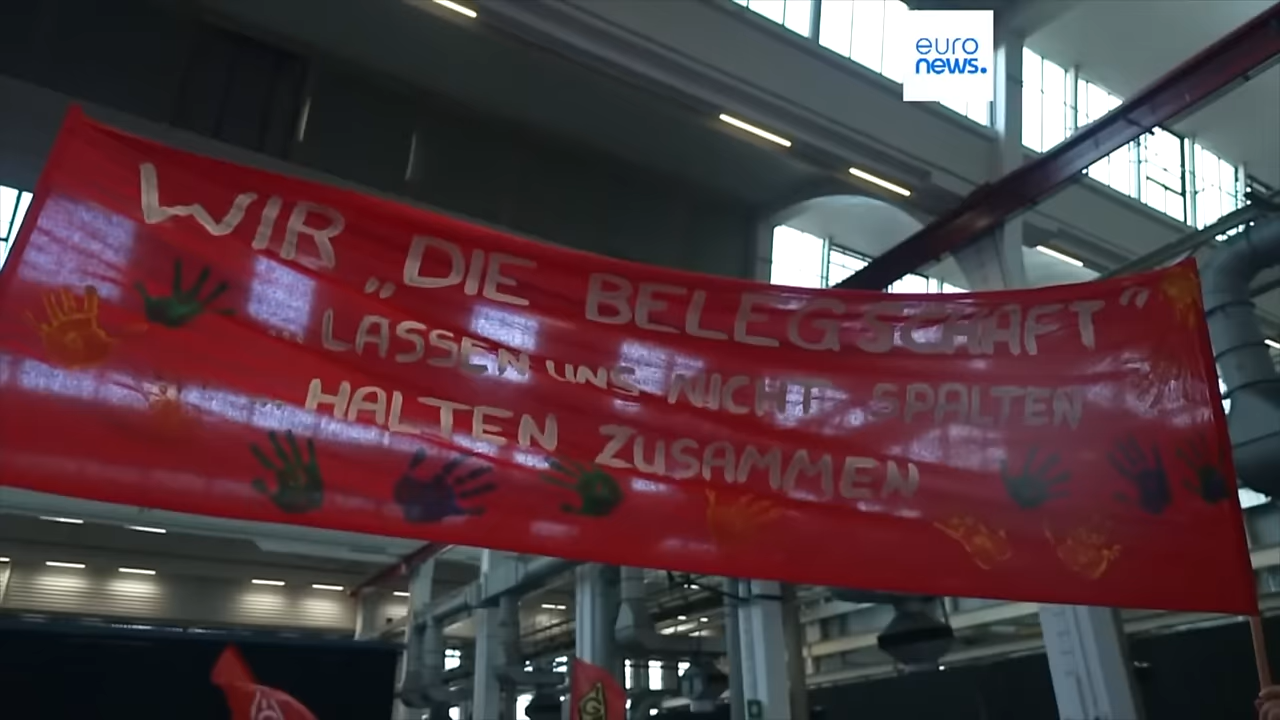 euro
news.
WIR „DIE BELEGSCHAFT“
... LASSEN UNS NICHT SPALTEN
... HALTEN ZUSAMMEN